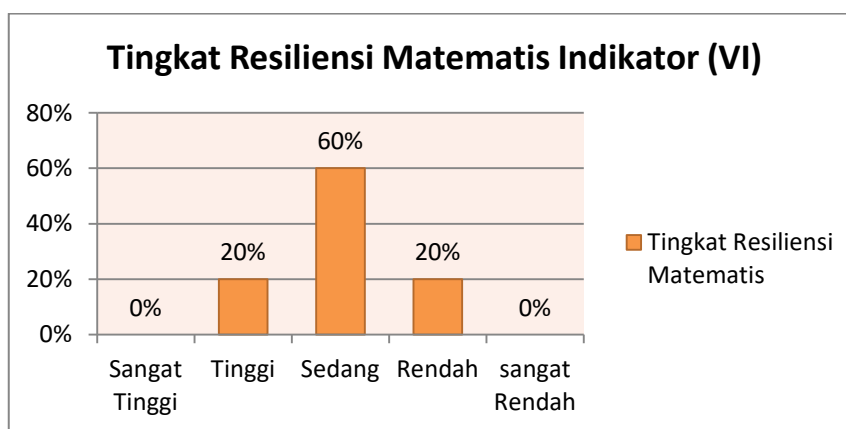 Tingkat Resiliensi Matematis Indikator (VI)
80%
60%
40%
20%
0%
0%
20%
60%
20%
0%
Sangat Tinggi
Tinggi
Sedang
Rendah
sangat Rendah
Tingkat Resiliensi
Matematis